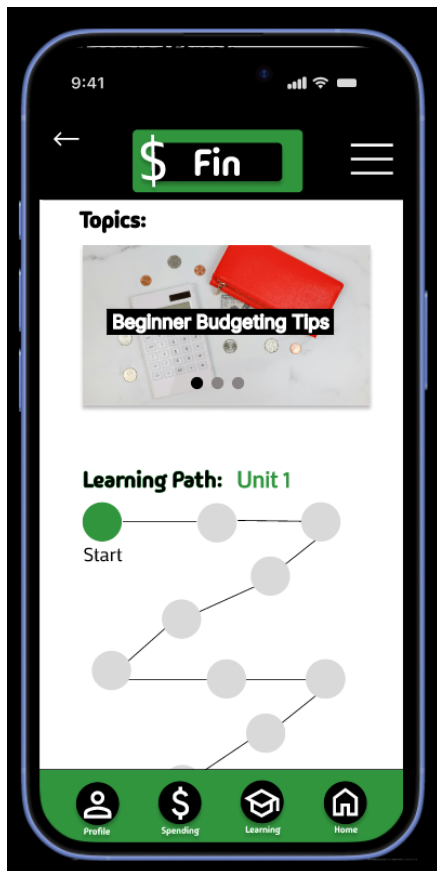 9:41
$ Fin
Topics:
Beginner Budgeting Tips
Learning Path: Unit 1
Start
$
Profile Spending Learning Home